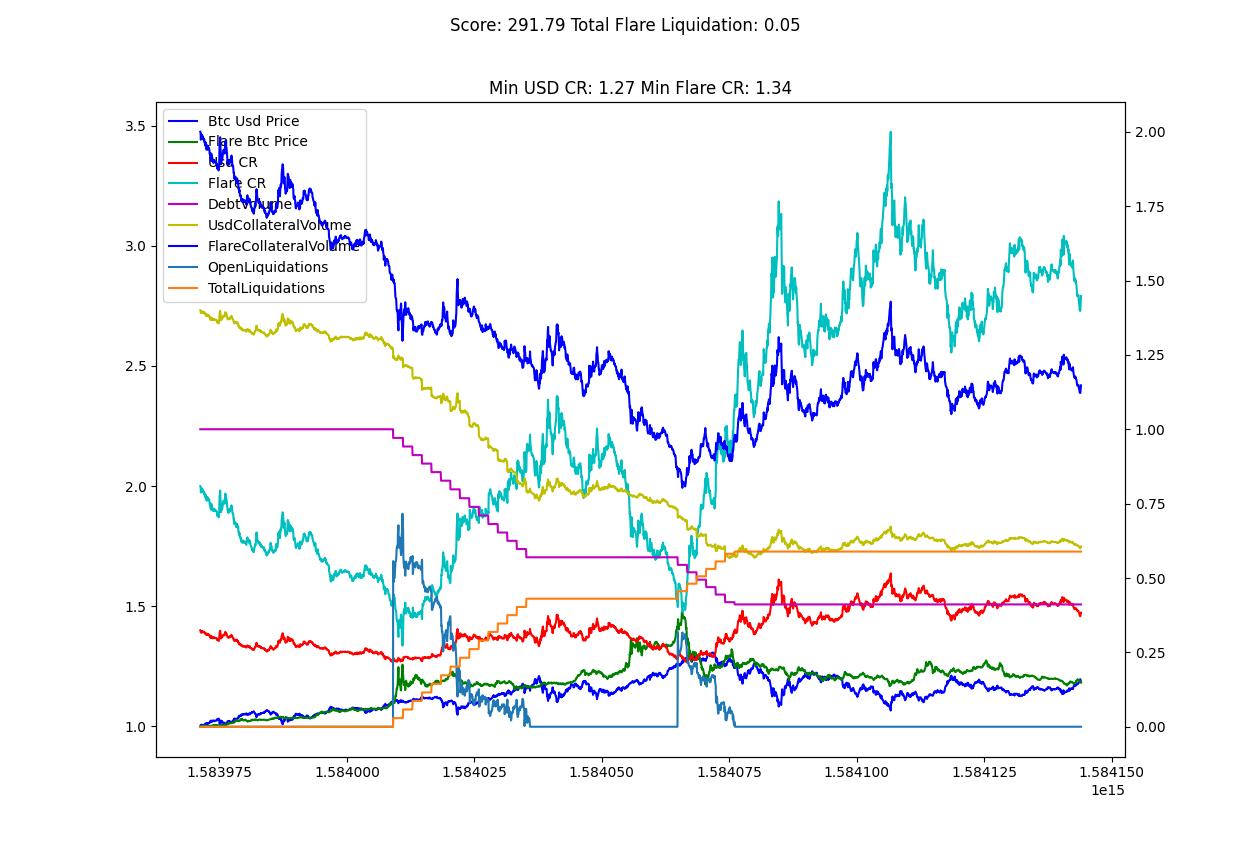 Score: 291.79 Total Flare Liquidation: 0.05
Min USD CR: 1.27 Min Flare CR: 1.34
Btc Usd Price
Flare Btc Price
Usd CR
Flare CR
DebtVolume
UsdCollateralVolume
FlareCollateralVolume
OpenLiquidations
TotalLiquidations
3.5
3.0
2.5
2.0
1.5
1.0
2.00
1.75
1.50
1.25
1.00
0.75
0.50
0.25
0.00
1.583975 1.584000 1.584025 1.584050 1.584075 1.584100 1.584125 1.584150
1e15